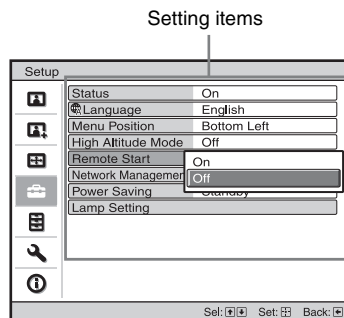 Setting items
Setup
Status On
Language English
Menu Position Bottom Left
High Altitude Mode Off
Remote Start On
Network Managemen Off
Power Saving Standby
Lamp Setting
Sel: Set: Back: